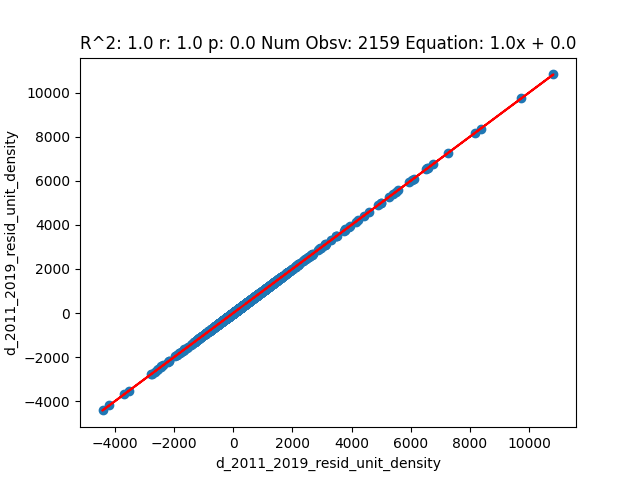 R^2: 1.0 r: 1.0 p: 0.0 Num Obsv: 2159 Equation: 1.0x + 0.0
d_2011_2019_resid_unit_density
10000
8000
6000
4000
2000
0
−2000
−4000
−4000 −2000 0 2000 4000 6000 8000 10000
d_2011_2019_resid_unit_density